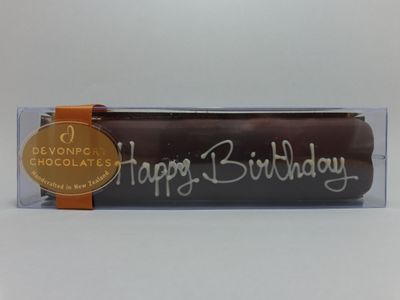 DEVONPORT
CHOCOLATES
Handcrafted in New Zealand
Happy Birthday